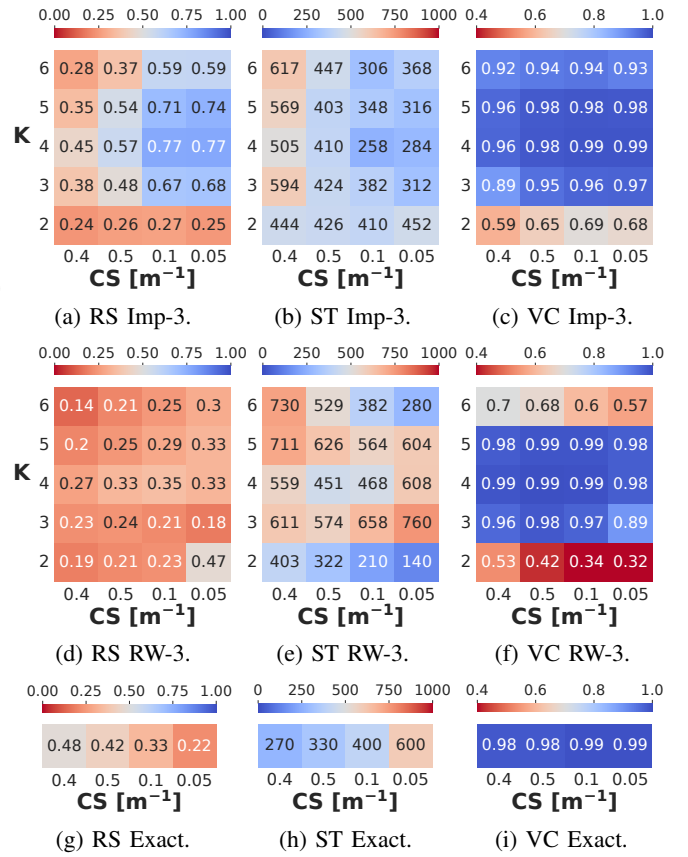 0.00 0.25 0.50 0.75 1.00 0 250 500 750 1000 0.4 0.6 0.8 1.0
6 0.28 0.37 0.59 0.59 6 617 447 306 368 6 0.92 0.94 0.94 0.93
5 0.35 0.54 0.71 0.74 5 569 403 348 316 5 0.96 0.98 0.98 0.98
K 4 0.45 0.57 0.77 0.77 4 505 410 258 284 4 0.96 0.98 0.99 0.99
3 0.38 0.48 0.67 0.68 3 594 424 382 312 3 0.89 0.95 0.96 0.97
2 0.24 0.26 0.27 0.25 2 444 426 410 452 2 0.59 0.65 0.69 0.68
0.4 0.5 0.1 0.05 0.4 0.5 0.1 0.05 0.4 0.5 0.1 0.05
CS [m⁻¹] CS [m⁻¹] CS [m⁻¹]
(a) RS Imp-3. (b) ST Imp-3. (c) VC Imp-3.
0.00 0.25 0.50 0.75 1.00 0 250 500 750 1000 0.4 0.6 0.8 1.0
6 0.14 0.21 0.25 0.3 6 730 529 382 280 6 0.7 0.68 0.6 0.57
5 0.2 0.25 0.29 0.33 5 711 626 564 604 5 0.98 0.99 0.99 0.98
K 4 0.27 0.33 0.35 0.33 4 559 451 468 608 4 0.99 0.99 0.99 0.98
3 0.23 0.24 0.21 0.18 3 611 574 658 760 3 0.96 0.98 0.97 0.89
2 0.19 0.21 0.23 0.47 2 403 322 210 140 2 0.53 0.42 0.34 0.32
0.4 0.5 0.1 0.05 0.4 0.5 0.1 0.05 0.4 0.5 0.1 0.05
CS [m⁻¹] CS [m⁻¹] CS [m⁻¹]
(d) RS RW-3. (e) ST RW-3. (f) VC RW-3.
0.00 0.25 0.50 0.75 1.00 0 250 500 750 1000 0.4 0.6 0.8 1.0
0.48 0.42 0.33 0.22 270 330 400 600 0.98 0.98 0.99 0.99
0.4 0.5 0.1 0.05 0.4 0.5 0.1 0.05 0.4 0.5 0.1 0.05
CS [m⁻¹] CS [m⁻¹] CS [m⁻¹]
(g) RS Exact. (h) ST Exact. (i) VC Exact.